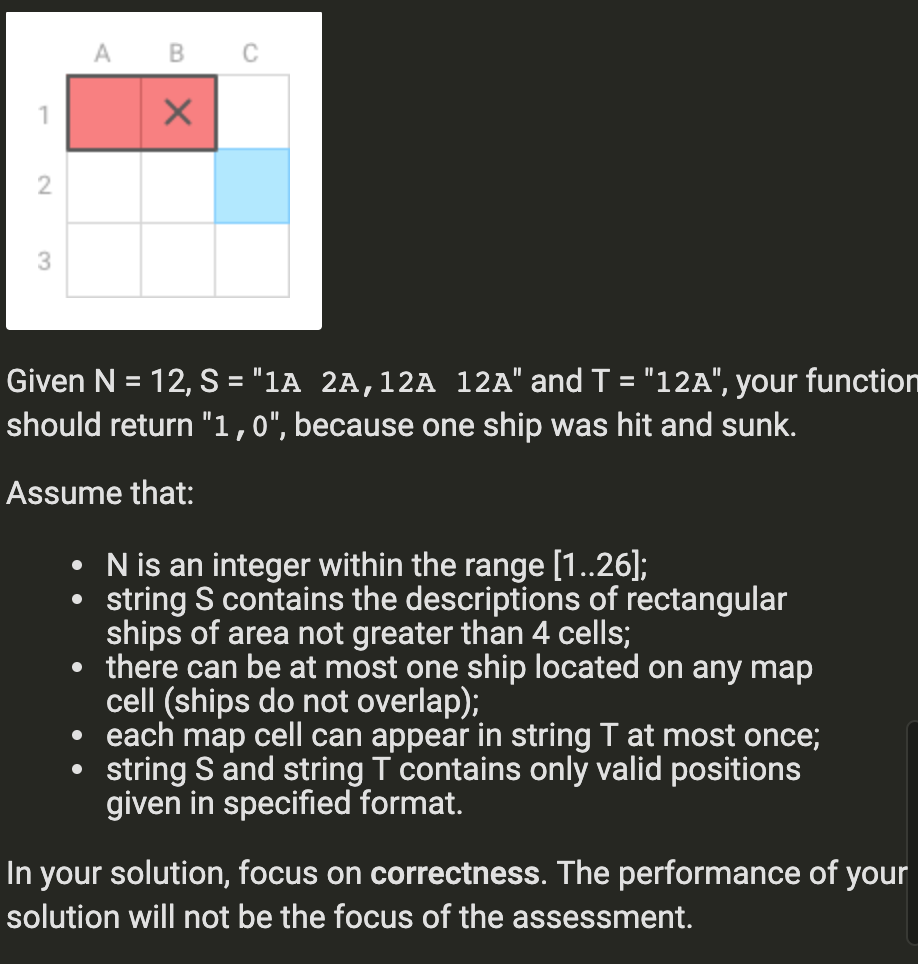 A B C
1
2
3
Given N = 12, S = "1A 2A,12A 12A" and T = "12A", your function
should return "1,0", because one ship was hit and sunk.
Assume that:
• N is an integer within the range [1..26];
• string S contains the descriptions of rectangular
ships of area not greater than 4 cells;
• there can be at most one ship located on any map
cell (ships do not overlap);
• each map cell can appear in string T at most once;
• string S and string T contains only valid positions
given in specified format.
In your solution, focus on correctness. The performance of your
solution will not be the focus of the assessment.